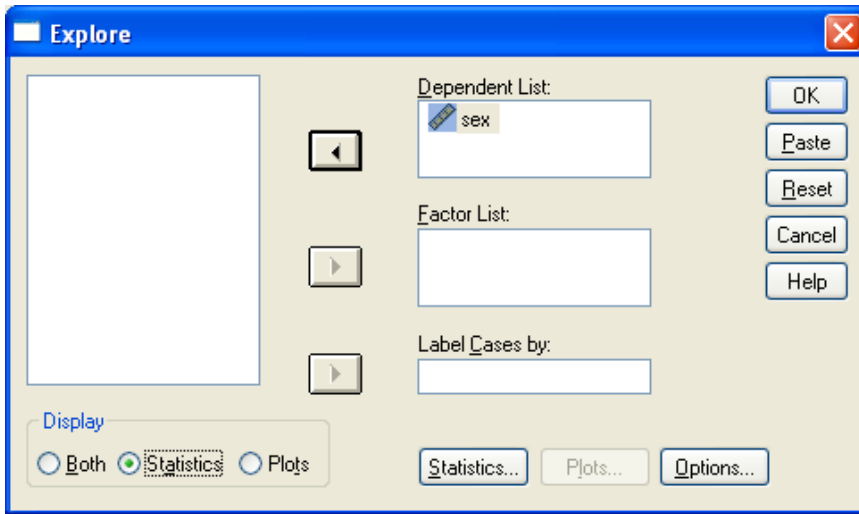 Explore
Dependent List:
sex
Factor List:
Label Cases by:
OK
Paste
Reset
Cancel
Help
Display
Both
Statistics
Plots
Statistics...
Plots...
Options...